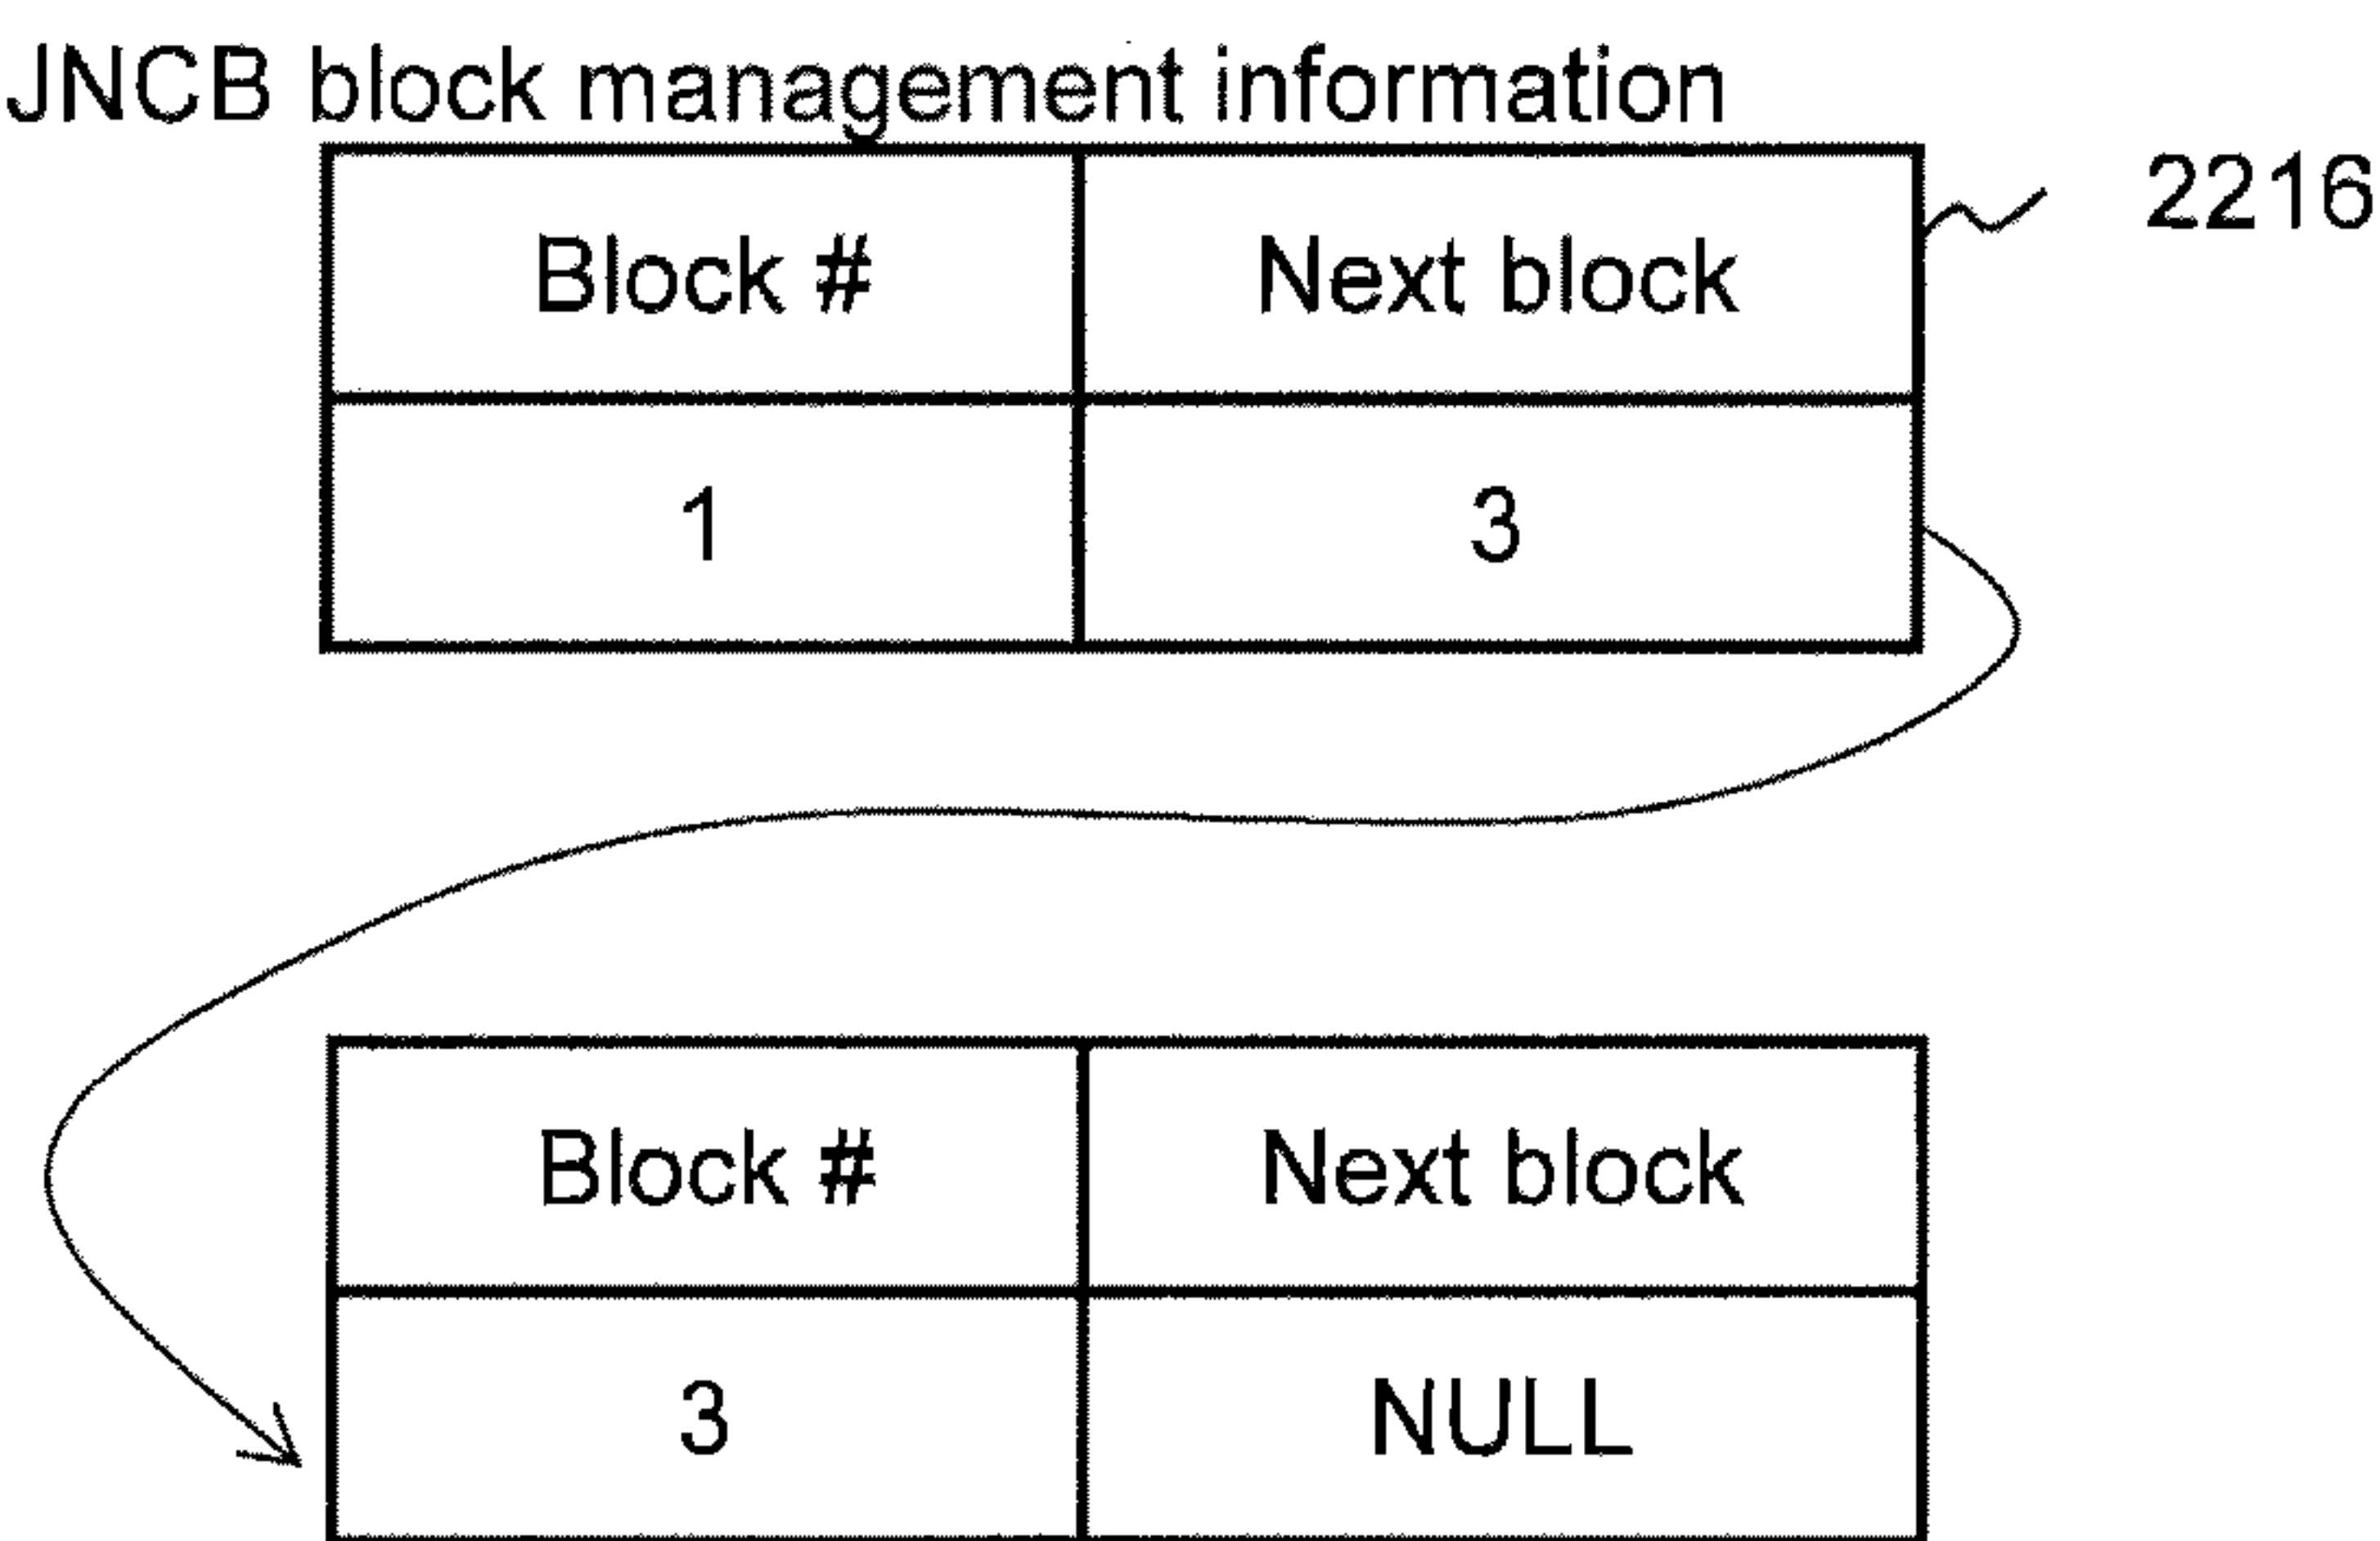 JNCB block management information
2216
Block # Next block
1 3
Block # Next block
3 NULL